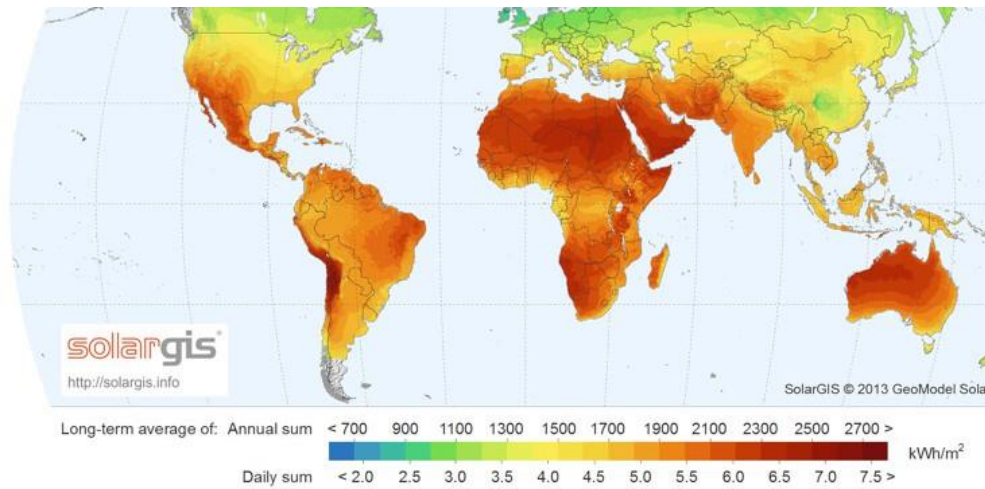 solargis
http://solargis.info
SolarGIS © 2013 GeoModel Sola
Long-term average of: Annual sum < 700 900 1100 1300 1500 1700 1900 2100 2300 2500 2700 > kWh/m²
Daily sum < 2.0 2.5 3.0 3.5 4.0 4.5 5.0 5.5 6.0 6.5 7.0 7.5 >